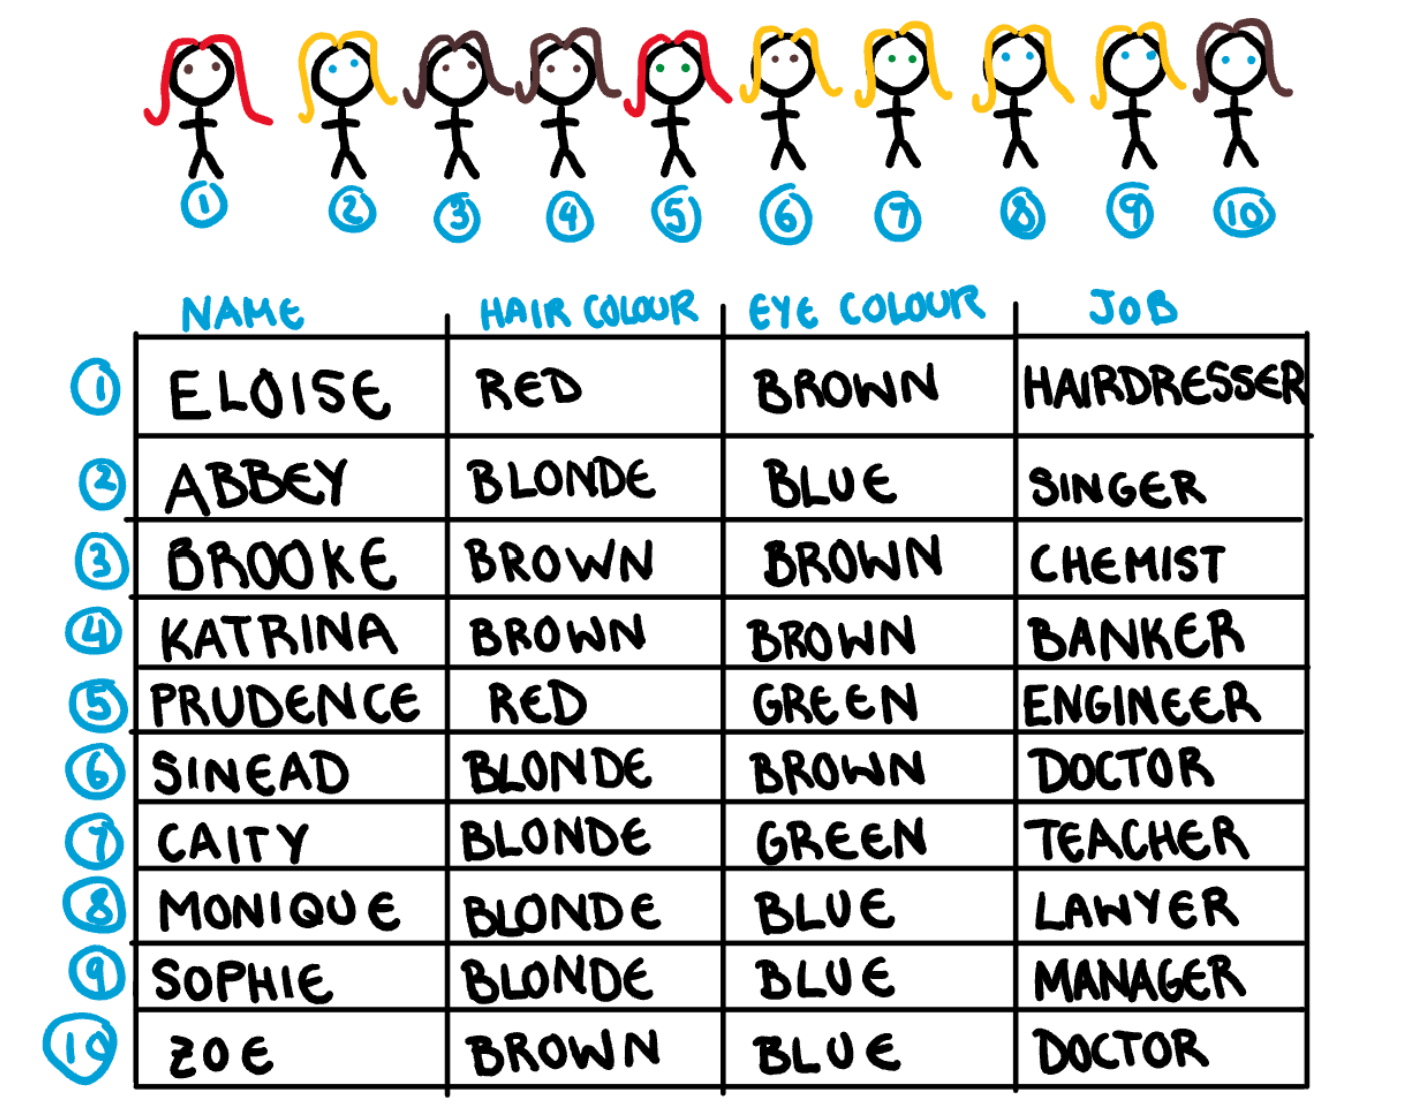 1 2 3 4 5 6 7 8 9 10
NAME HAIR COLOUR EYE COLOUR JOB
1 ELOISE RED BROWN HAIRDRESSER
2 ABBEY BLONDE BLUE SINGER
3 BROOKE BROWN BROWN CHEMIST
4 KATRINA BROWN BROWN BANKER
5 PRUDENCE RED GREEN ENGINEER
6 SINEAD BLONDE BROWN DOCTOR
7 CAITY BLONDE GREEN TEACHER
8 MONIQUE BLONDE BLUE LAWYER
9 SOPHIE BLONDE BLUE MANAGER
10 ZOE BROWN BLUE DOCTOR